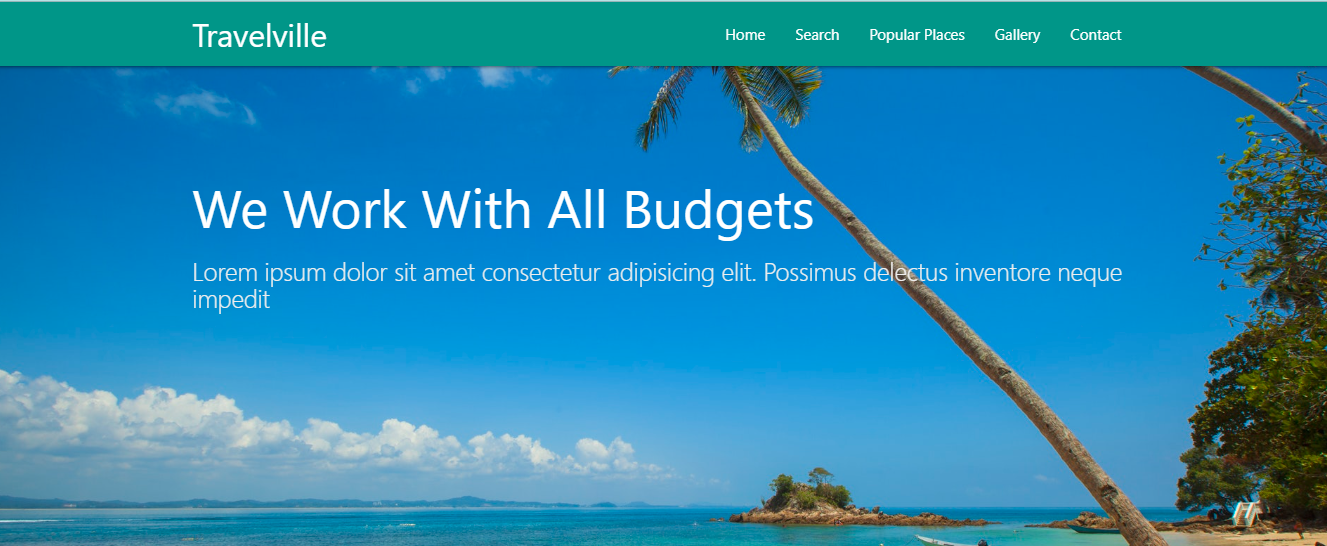 Travelville
Home Search Popular Places Gallery Contact
We Work With All Budgets
Lorem ipsum dolor sit amet consectetur adipisicing elit. Possimus delectus inventore neque
impedit